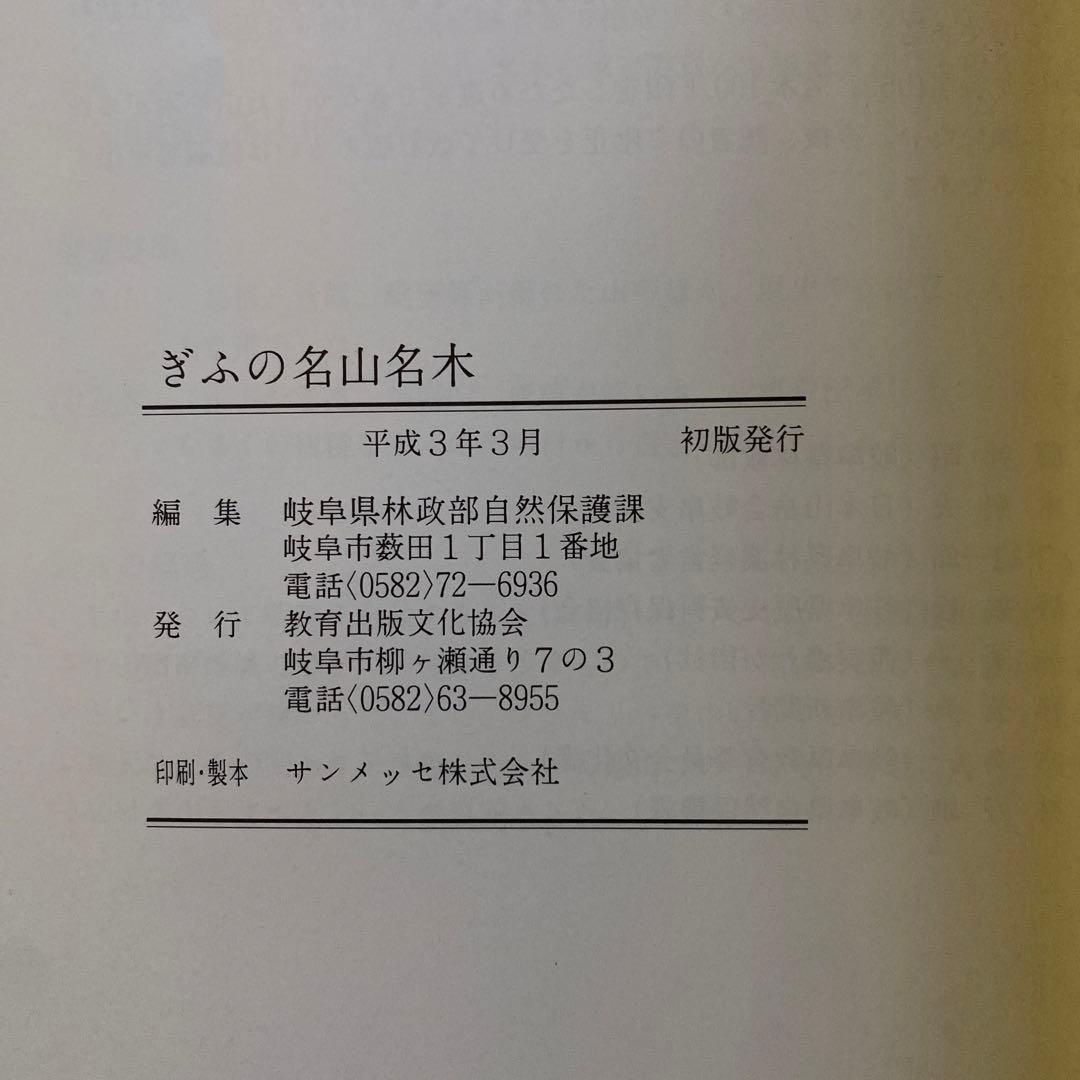 ぎふの名山名木
平成3年3月 初版発行
編 集 岐阜県林政部自然保護課
岐阜市薮田1丁目1番地
電話〈0582〉72―6936
発 行 教育出版文化協会
岐阜市柳ヶ瀬通り7の3
電話〈0582〉63―8955
印刷・製本 サンメッセ株式会社